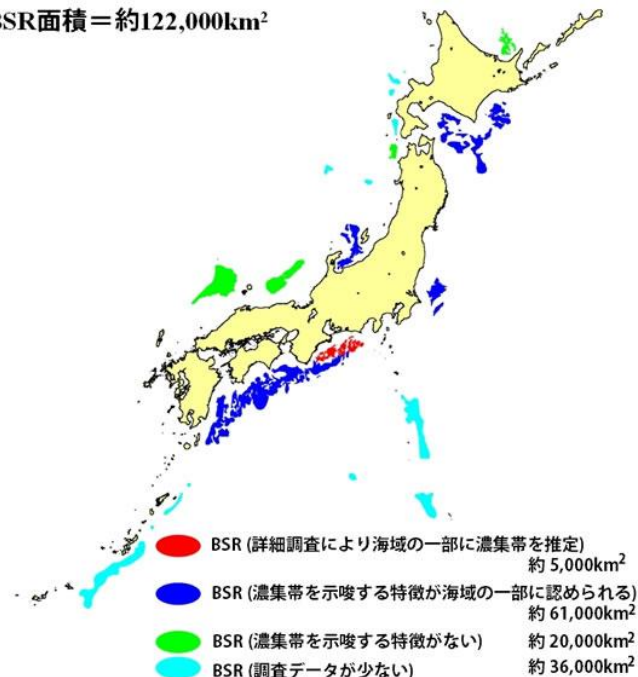 BSR面積＝約122,000km²
BSR (詳細調査により海域の一部に濃集帯を推定)
約 5,000km²
BSR (濃集帯を示唆する特徴が海域の一部に認められる)
約 61,000km²
BSR (濃集帯を示唆する特徴がない) 約 20,000km²
BSR (調査データが少ない) 約 36,000km²